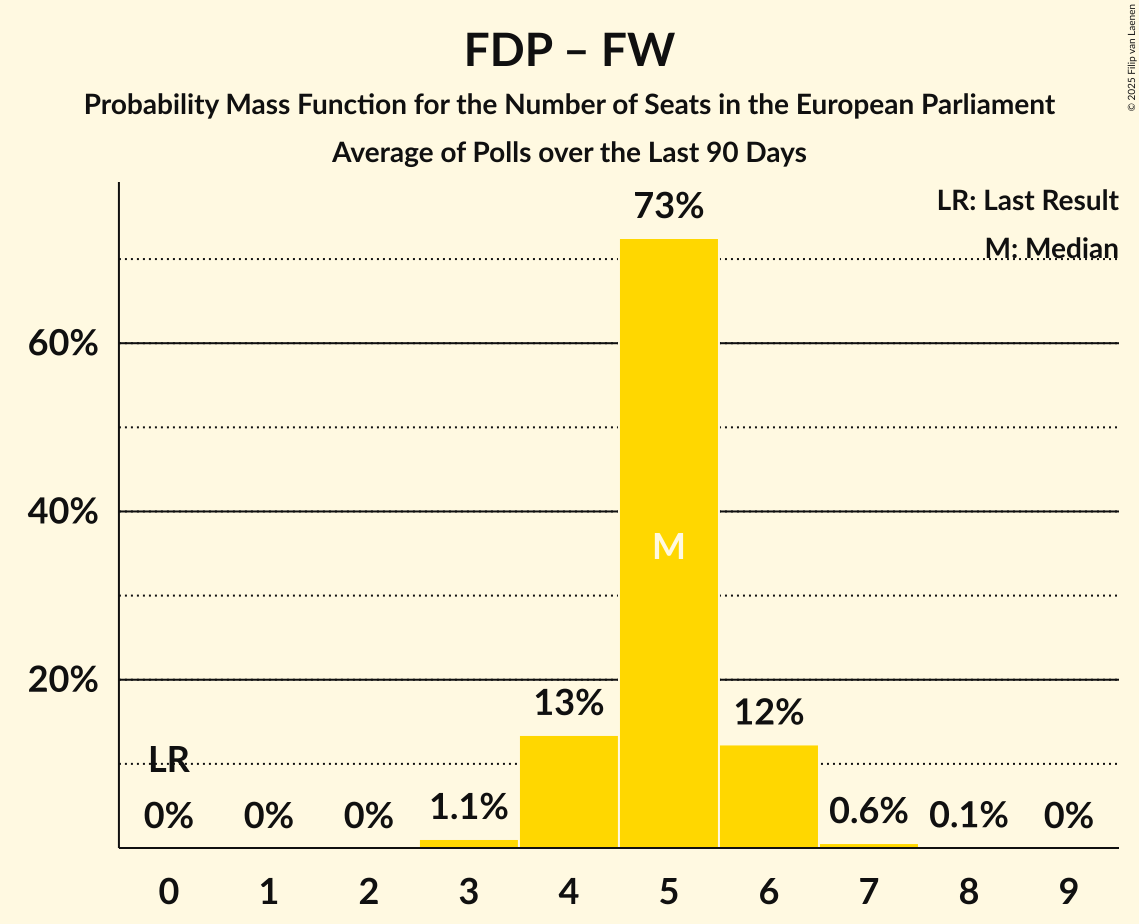 FDP – FW
Probability Mass Function for the Number of Seats in the European Parliament
Average of Polls over the Last 90 Days
© 2025 Filip van Laenen
LR: Last Result
M: Median
60%
40%
20%
LR
0%
0%
0%
1.1%
13%
73%
M
12%
0.6%
0.1%
0%
0 1 2 3 4 5 6 7 8 9